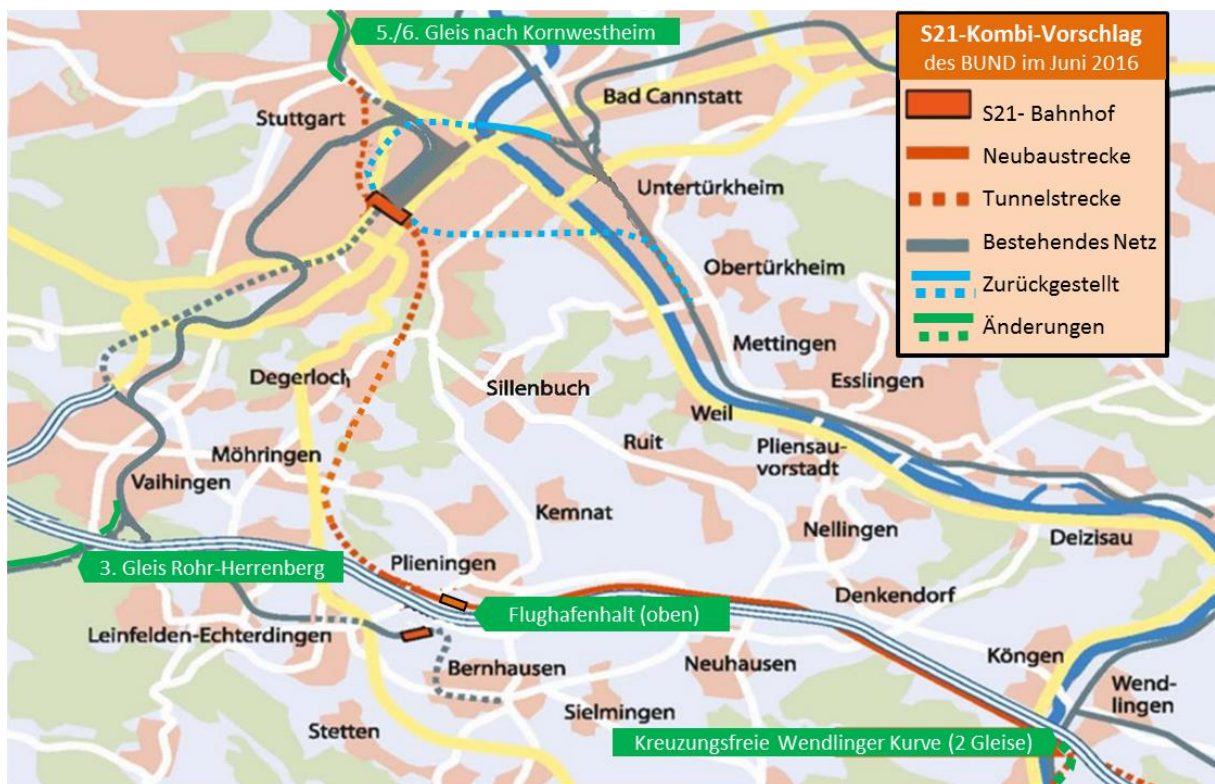 5./6. Gleis nach Kornwestheim
S21-Kombi-Vorschlag
des BUND im Juni 2016
S21- Bahnhof
Neubaustrecke
Tunnelstrecke
Bestehendes Netz
Zurückgestellt
Änderungen
Bad Cannstatt
Stuttgart
Untertürkheim
Obertürkheim
Mettingen
Esslingen
Degerloch
Sillenbuch
Weil
Ruit
Pliensau-
vorstadt
Möhringen
Vaihingen
Kemnat
Nellingen
Deizisau
3. Gleis Rohr-Herrenberg
Plieningen
Denkendorf
Flughafenhalt (oben)
Leinfelden-Echterdingen
Bernhausen
Neuhausen
Köngen
Wend-
lingen
Sielmingen
Stetten
Kreuzungsfreie Wendlinger Kurve (2 Gleise)